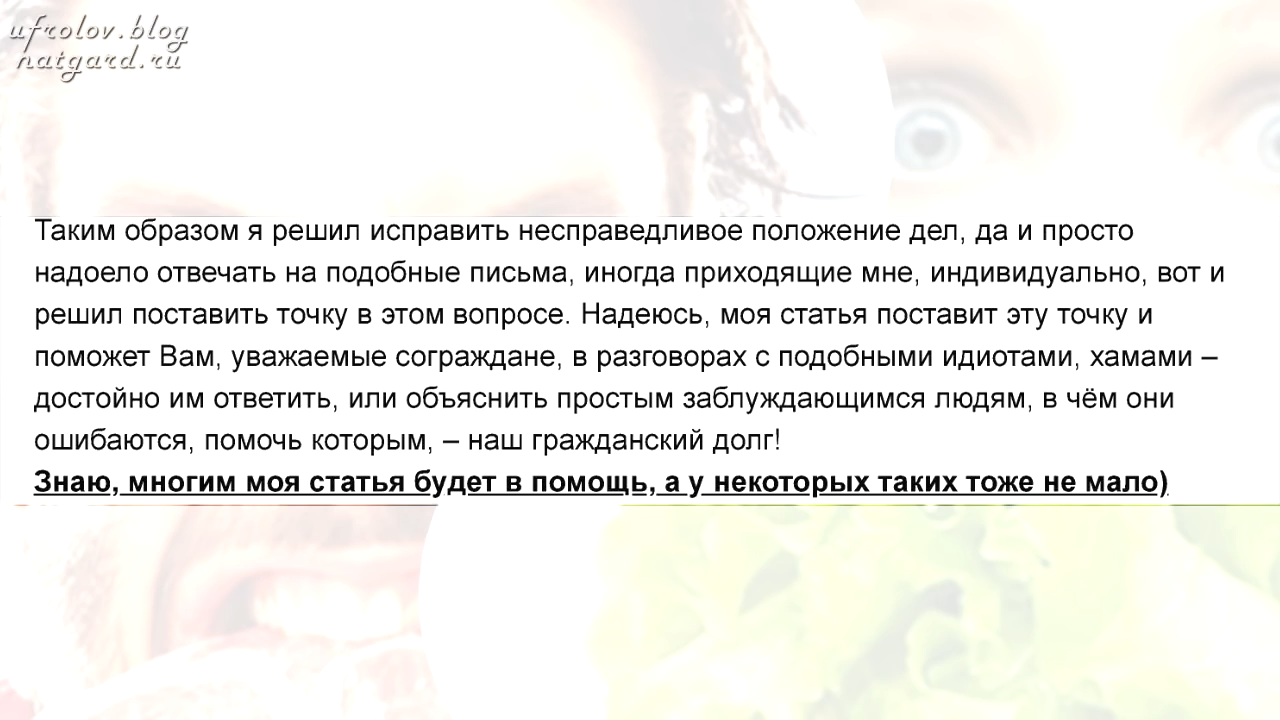 ufrolov.blog
natgard.ru
Таким образом я решил исправить несправедливое положение дел, да и просто
надоело отвечать на подобные письма, иногда приходящие мне, индивидуально, вот и
решил поставить точку в этом вопросе. Надеюсь, моя статья поставит эту точку и
поможет Вам, уважаемые сограждане, в разговорах с подобными идиотами, хамами –
достойно им ответить, или объяснить простым заблуждающимся людям, в чём они
ошибаются, помочь которым, – наш гражданский долг!
Знаю, многим моя статья будет в помощь, а у некоторых таких тоже не мало)